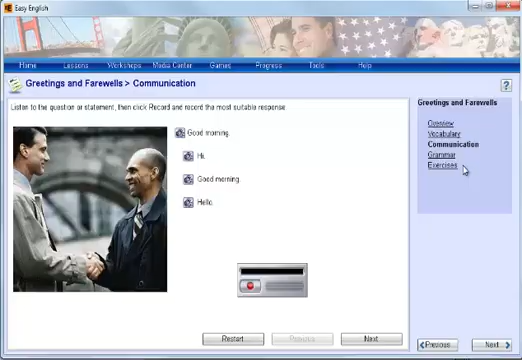 Easy English
Home Lessons Workshops Media Center Games Progress Tools Help
Greetings and Farewells > Communication
?
Listen to the question or statement, then click Record and record the most suitable response.
Good morning.
Hi.
Good morning.
Hello.
Greetings and Farewells
Overview
Vocabulary
Communication
Grammar
Exercises
Restart Previous Next
Previous Next